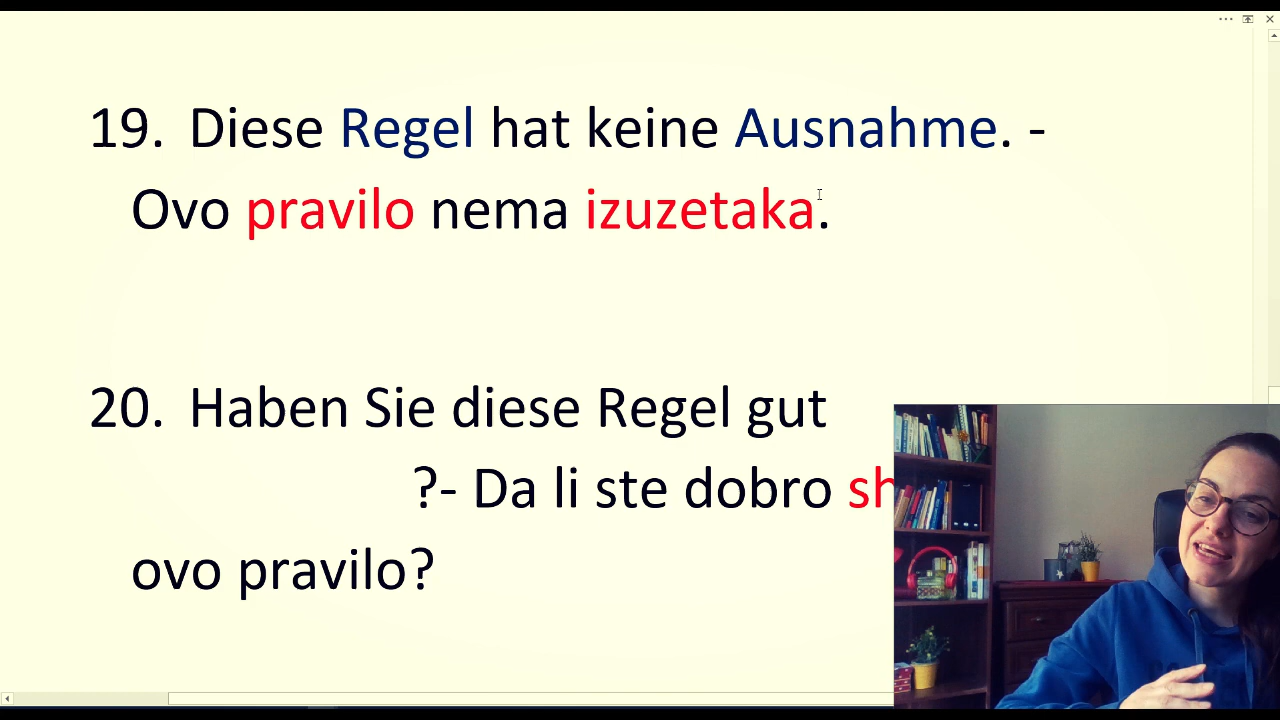 19. Diese Regel hat keine Ausnahme. -
Ovo pravilo nema izuzetaka.
20. Haben Sie diese Regel gut
?- Da li ste dobro
ovo pravilo?